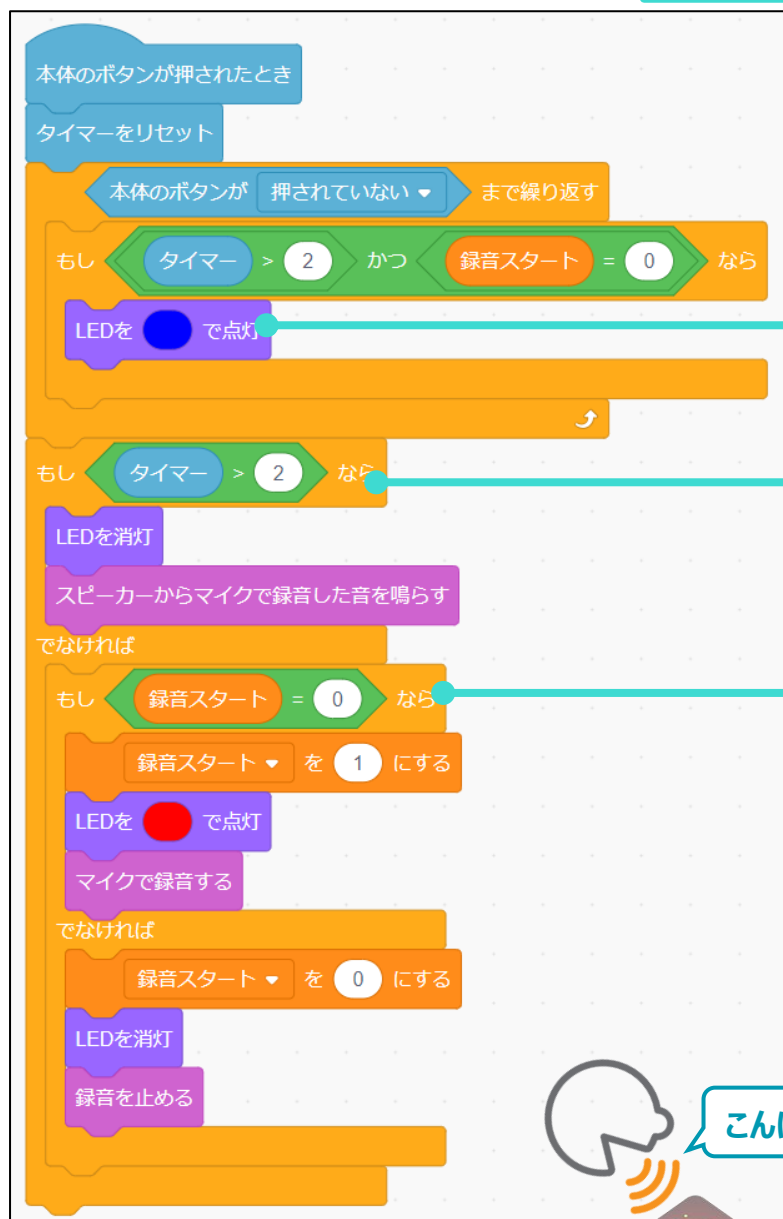 本体のボタンが押されたとき
タイマーをリセット
本体のボタンが 押されていない まで繰り返す
もし タイマー > 2 かつ 録音スタート = 0 なら
LEDを で点灯
もし タイマー > 2 なら
LEDを消灯
スピーカーからマイクで録音した音を鳴らす
でなければ
もし 録音スタート = 0 なら
録音スタート を 1 にする
LEDを で点灯
マイクで録音する
でなければ
録音スタート を 0 にする
LEDを消灯
録音を止める
こん